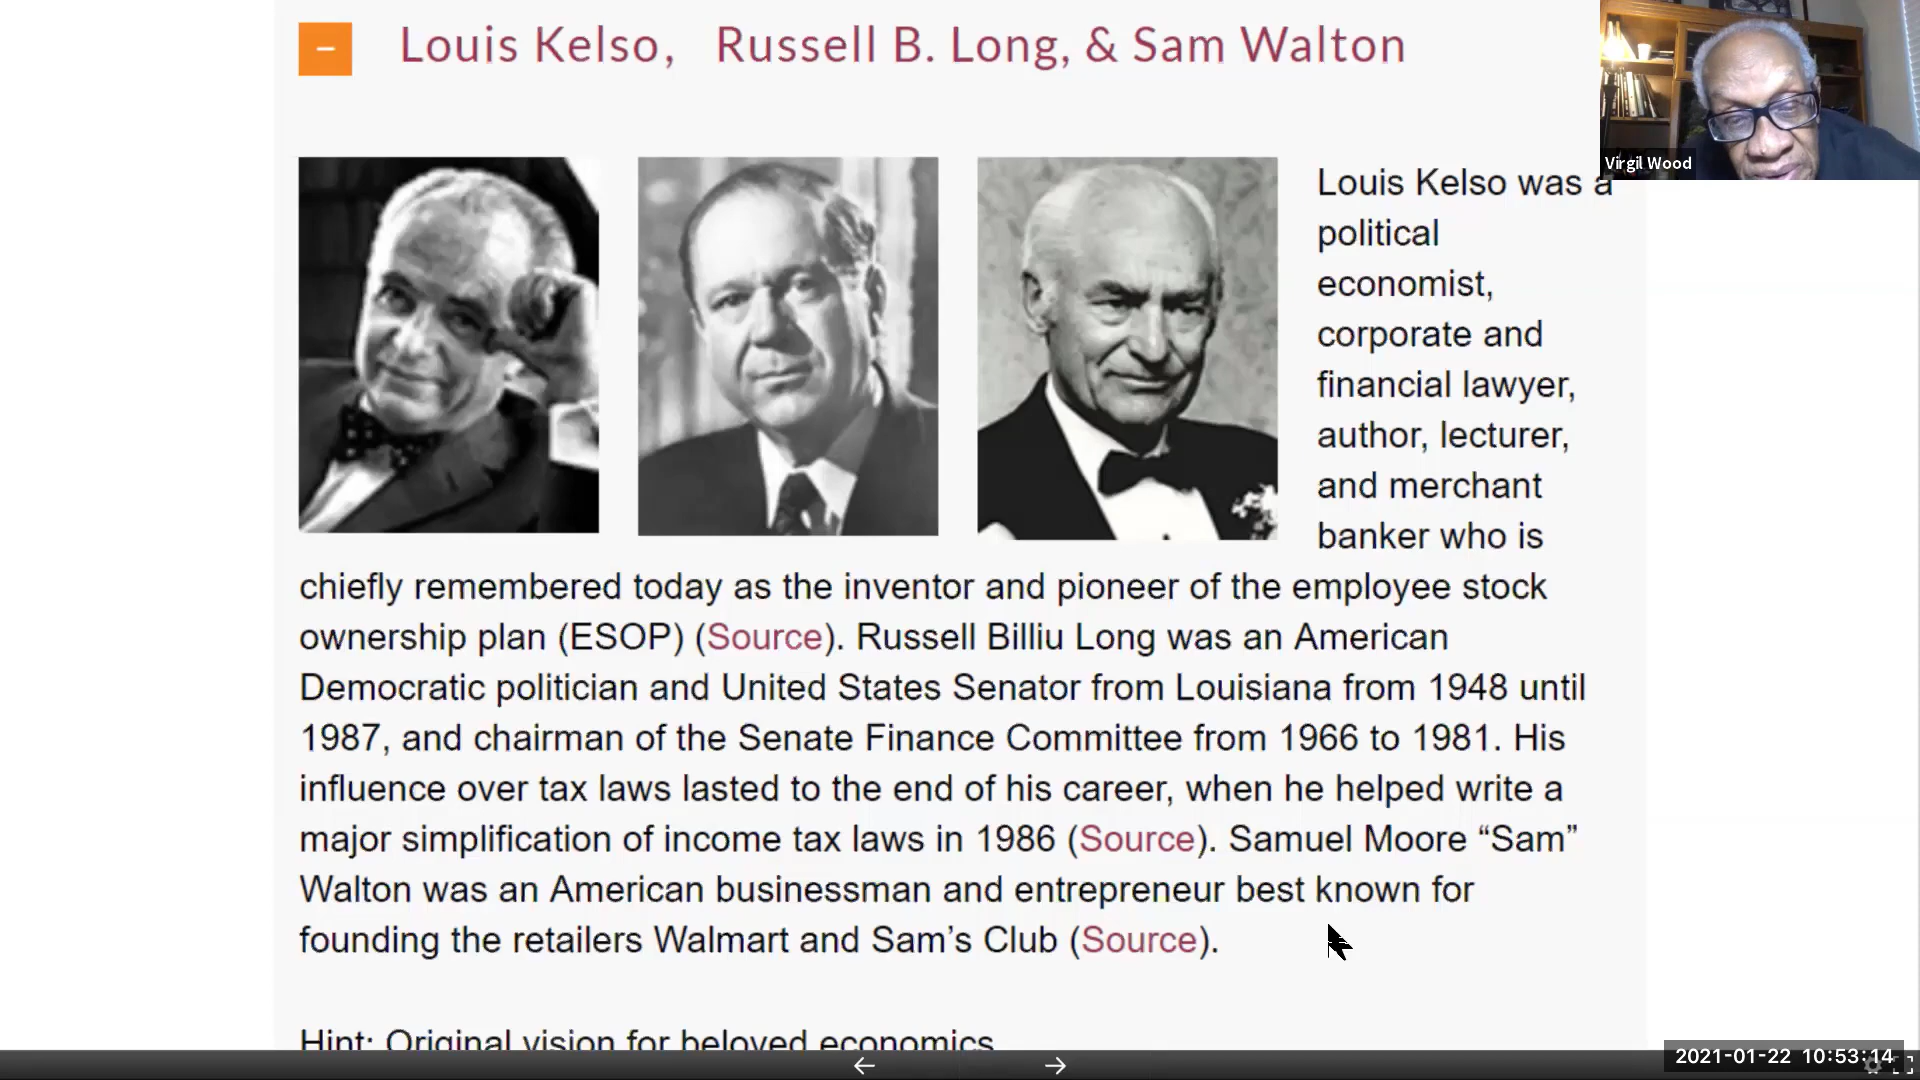 Louis Kelso, Russell B. Long, & Sam Walton
Virgil Wood
Louis Kelso was a
political
economist,
corporate and
financial lawyer,
author, lecturer,
and merchant
banker who is
chiefly remembered today as the inventor and pioneer of the employee stock
ownership plan (ESOP) (Source). Russell Billiu Long was an American
Democratic politician and United States Senator from Louisiana from 1948 until
1987, and chairman of the Senate Finance Committee from 1966 to 1981. His
influence over tax laws lasted to the end of his career, when he helped write a
major simplification of income tax laws in 1986 (Source). Samuel Moore “Sam”
Walton was an American businessman and entrepreneur best known for
founding the retailers Walmart and Sam’s Club (Source).
Hint: Original vision for beloved economics
2021-01-22 10:53:14